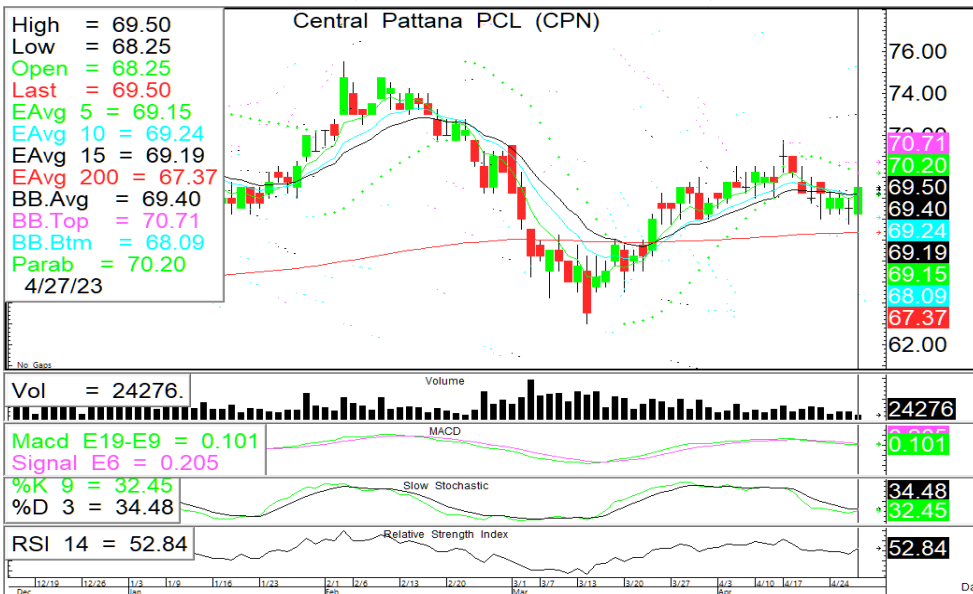 Central Pattana PCL (CPN)
High = 69.50
Low = 68.25
Open = 68.25
Last = 69.50
EAvg 5 = 69.15
EAvg 10 = 69.24
EAvg 15 = 69.19
EAvg 200 = 67.37
BB.Avg = 69.40
BB.Top = 70.71
BB.Btm = 68.09
Parab = 70.20
4/27/23
No Gaps
76.00
74.00
70.71
70.20
69.50
69.40
69.24
69.19
69.15
68.09
67.37
62.00
Volume
Vol = 24276.
24276
MACD
Macd E19-E9 = 0.101
Signal E6 = 0.205
0.101
Slow Stochastic
%K 9 = 32.45
%D 3 = 34.48
34.48
32.45
Relative Strength Index
RSI 14 = 52.84
52.84
12/19 12/26 1/3 1/9 1/16 1/23 2/1 2/6 2/13 2/20 3/1 3/7 3/13 3/20 3/27 4/3 4/10 4/17 4/24
Dec Jan Feb Mar Apr